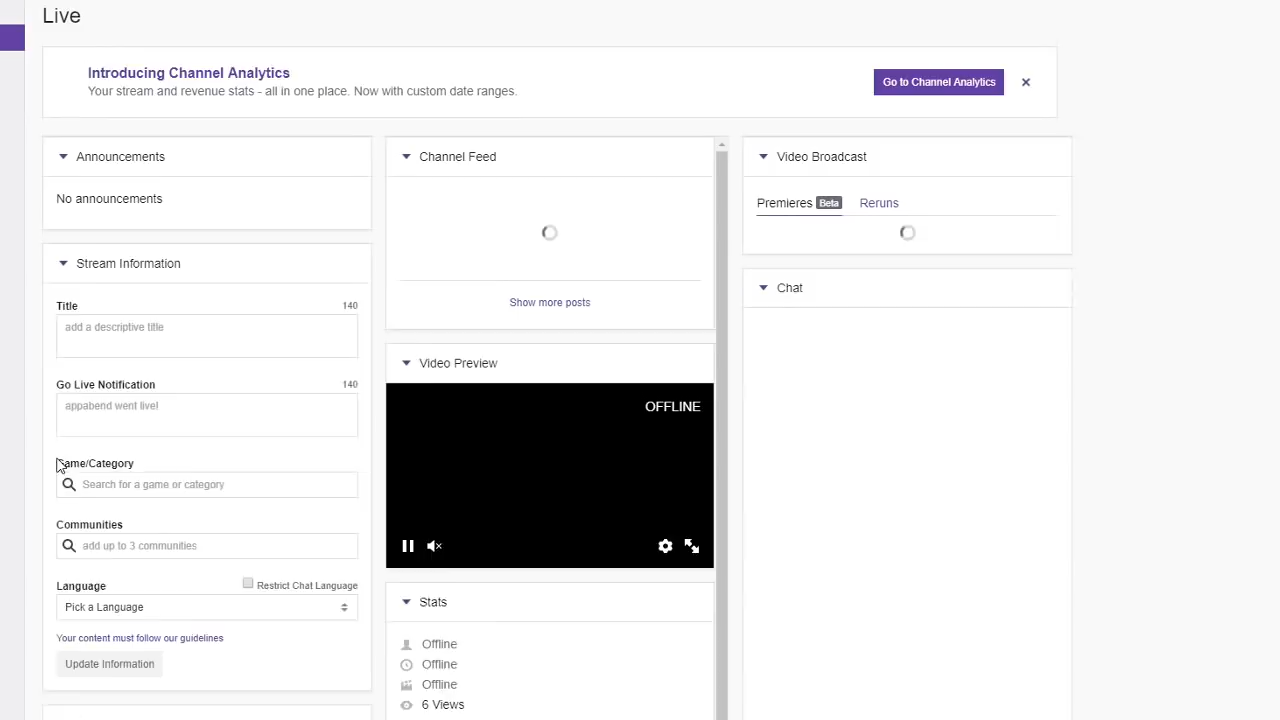 Live
Introducing Channel Analytics
Your stream and revenue stats - all in one place. Now with custom date ranges.
Go to Channel Analytics
Announcements
No announcements
Stream Information
Title 140
add a descriptive title
Go Live Notification 140
appabend went live!
Game/Category
Search for a game or category
Communities
add up to 3 communities
Language Restrict Chat Language
Pick a Language
Your content must follow our guidelines
Update Information
Channel Feed
Show more posts
Video Preview
OFFLINE
Stats
Offline
Offline
Offline
6 Views
Video Broadcast
Premieres Beta Reruns
Chat